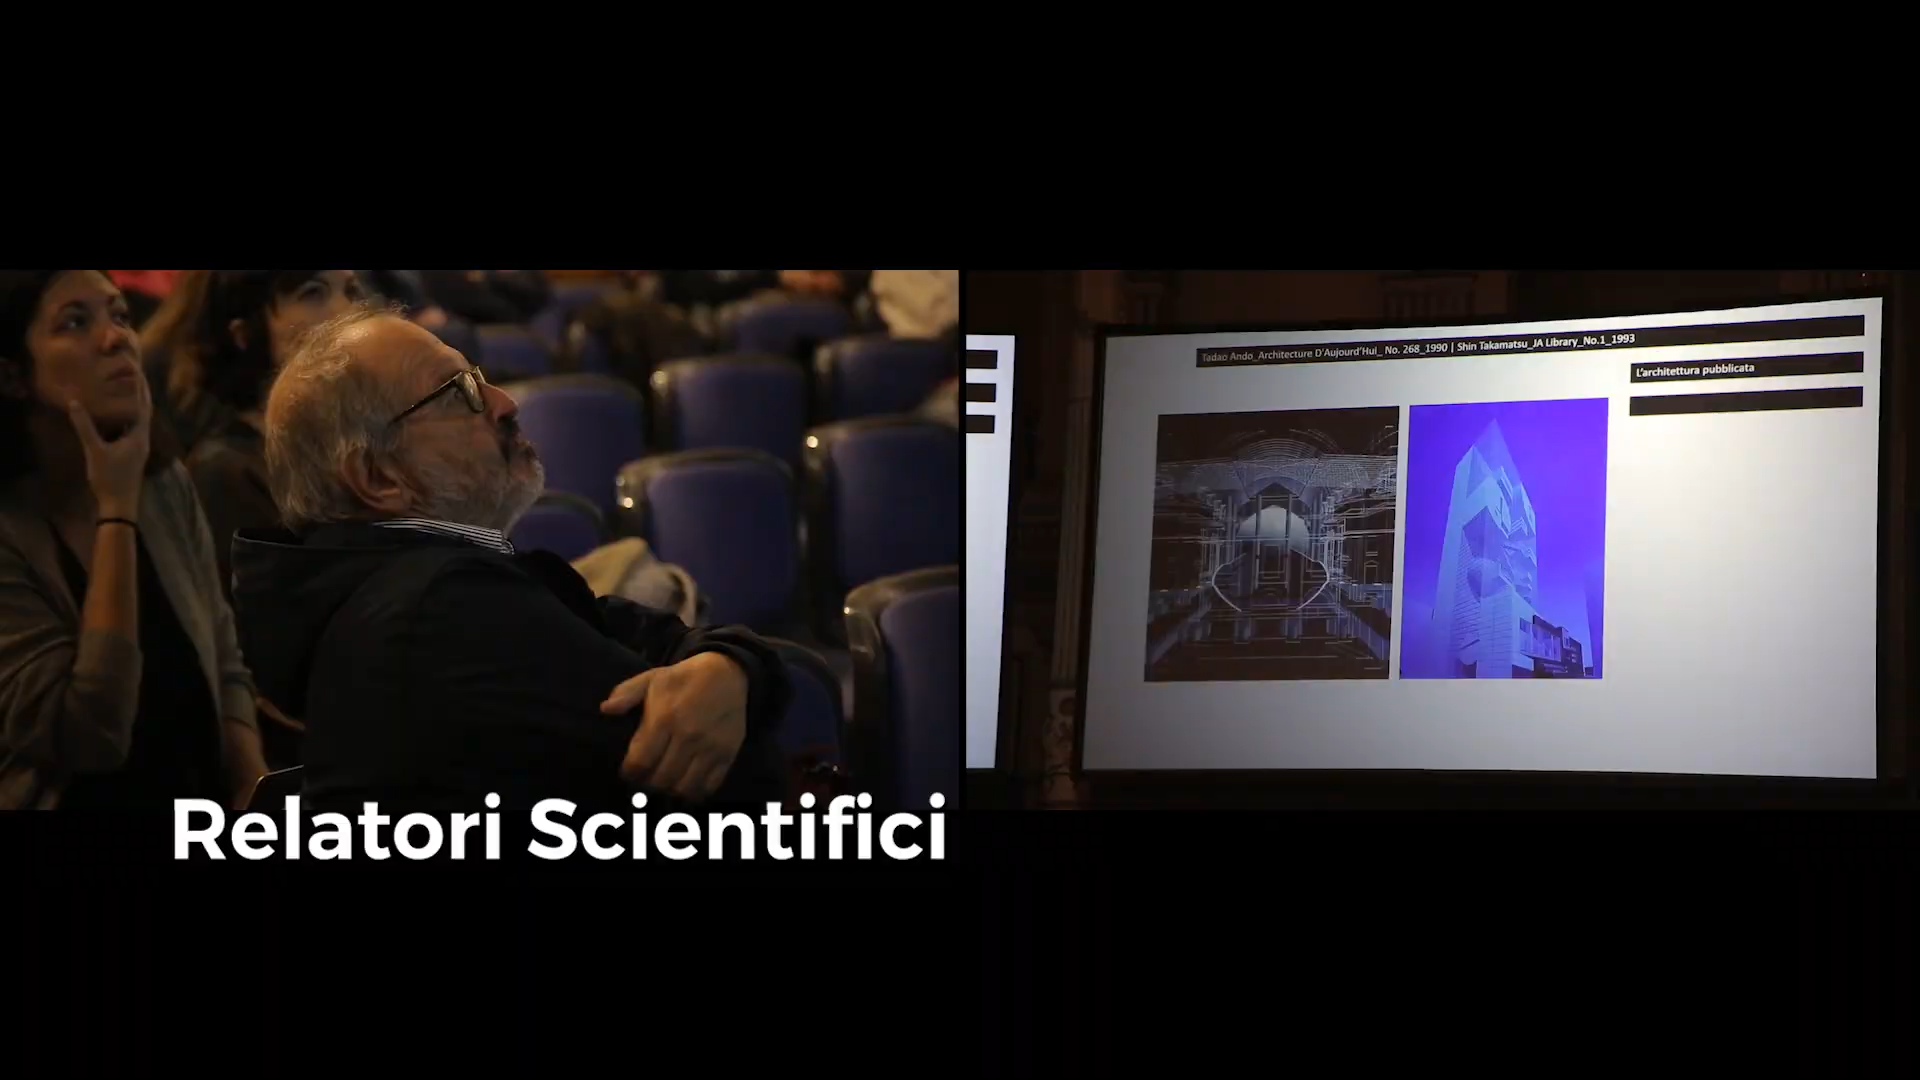 Tadao Ando_Architecture D'Aujourd'Hui_ No. 268_1990 | Shin Takamatsu_JA Library_No.1_1993
L'architettura pubblicata
Relatori Scientifici